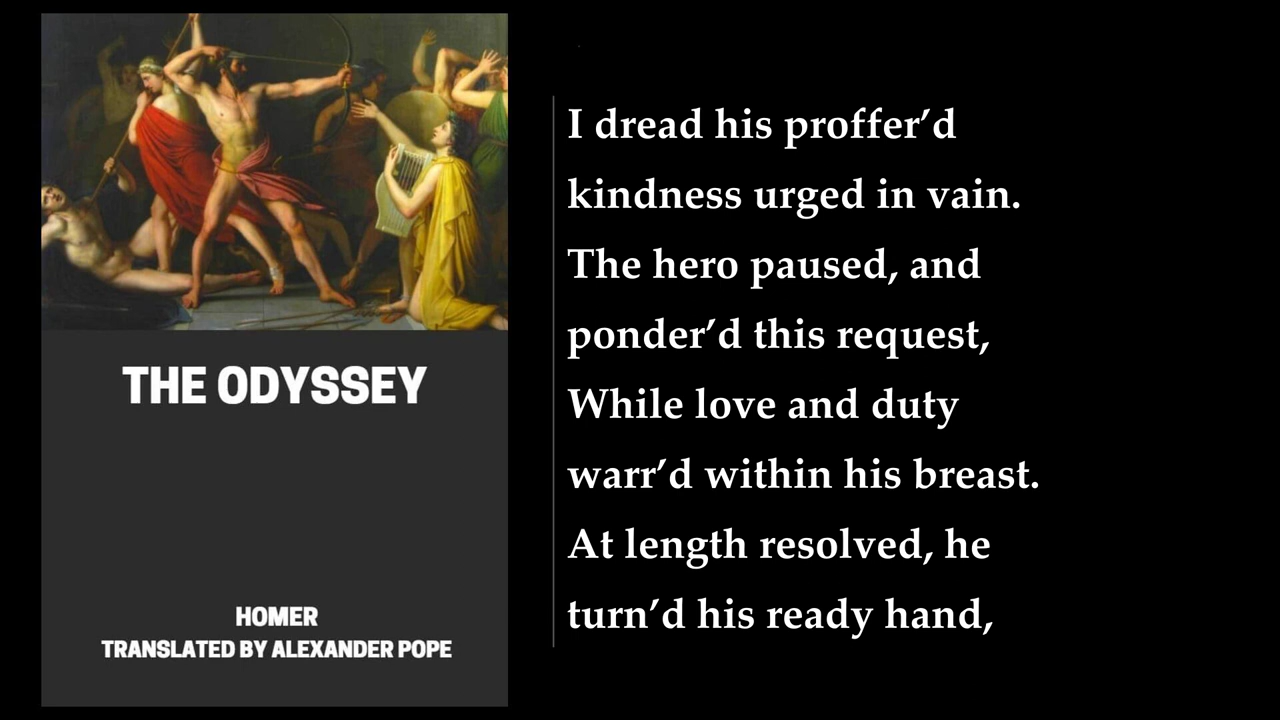 THE ODYSSEY
HOMER
TRANSLATED BY ALEXANDER POPE
I dread his proffer’d
kindness urged in vain.
The hero paused, and
ponder’d this request,
While love and duty
warr’d within his breast.
At length resolved, he
turn’d his ready hand,